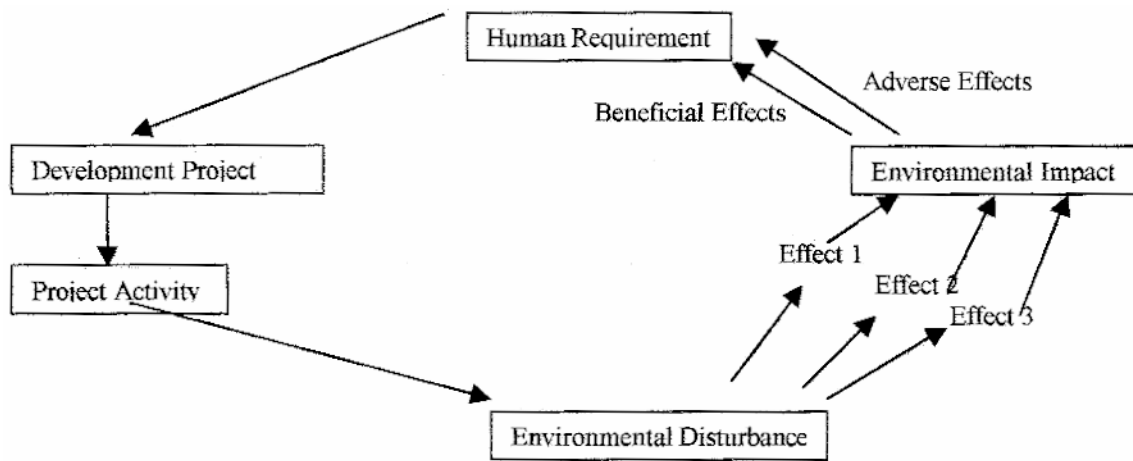 Human Requirement
Adverse Effects
Beneficial Effects
Development Project
Environmental Impact
Effect 1
Project Activity
Effect 2
Effect 3
Environmental Disturbance